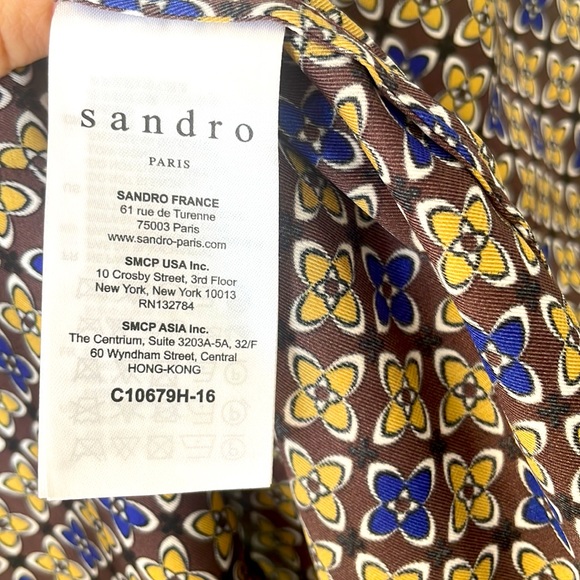 sandro
PARIS
SANDRO FRANCE
61 rue de Turenne
75003 Paris
www.sandro-paris.com
SMCP USA Inc.
10 Crosby Street, 3rd Floor
New York, New York 10013
RN132784
SMCP ASIA Inc.
The Centrium, Suite 3203A-5A, 32/F
60 Wyndham Street, Central
HONG-KONG
C10679H-16